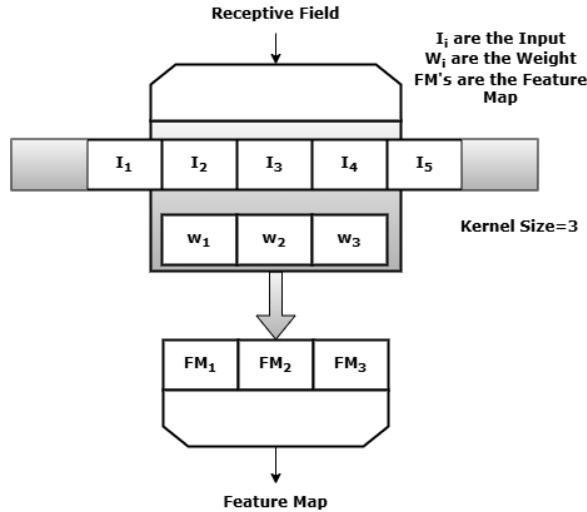 Receptive Field
Iᵢ are the Input
Wᵢ are the Weight
FM's are the Feature
Map
I₁ I₂ I₃ I₄ I₅
w₁ w₂ w₃
Kernel Size=3
FM₁ FM₂ FM₃
Feature Map